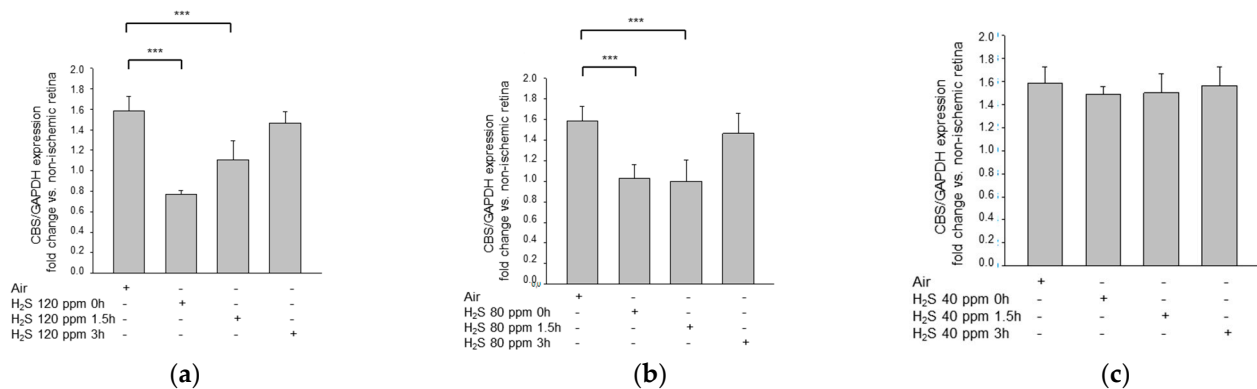 ***
***
CBS/GAPDH expression
fold change vs. non-ischemic retina
2.0
1.8
1.6
1.4
1.2
1.0
0.8
0.6
0.4
0.2
0.0
Air + - - -
H₂S 120 ppm 0h - + - -
H₂S 120 ppm 1.5h - - + -
H₂S 120 ppm 3h - - - +
(a)
***
***
CBS/GAPDH expression
fold change vs. non-ischemic retina
2.0
1.8
1.6
1.4
1.2
1.0
0.8
0.6
0.4
0.2
0.0
Air + - - -
H₂S 80 ppm 0h - + - -
H₂S 80 ppm 1.5h - - + -
H₂S 80 ppm 3h - - - +
(b)
CBS/GAPDH expression
fold change vs. non-ischemic retina
2.0
1.8
1.6
1.4
1.2
1.0
0.8
0.6
0.4
0.2
0.0
Air + - - -
H₂S 40 ppm 0h - + - -
H₂S 40 ppm 1.5h - - + -
H₂S 40 ppm 3h - - - +
(c)